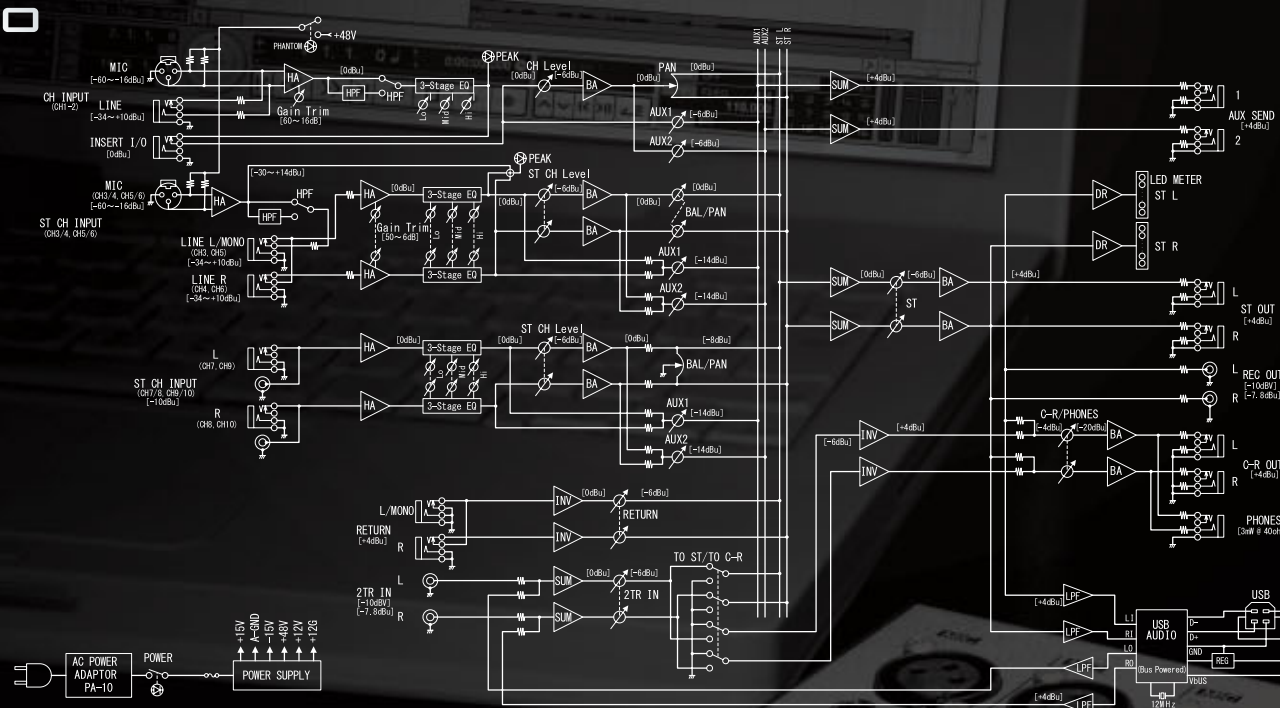 +48V
PHANTOM
MIC
[-60~-16dBu]
CH INPUT
(CH1-2)
LINE
[-34~+10dBu]
INSERT I/O
[0dBu]
HA
Gain Trim
[60~16dB]
[0dBu]
HPF
HPF
3-Stage EQ
Lo
Mid
Hi
PEAK
CH Level
[0dBu]
[-6dBu]
BA
[0dBu]
PAN
[0dBu]
AUX1
[-6dBu]
AUX2
[-6dBu]
AUX1
AUX2
ST L
ST R
SUM
[+4dBu]
SUM
[+4dBu]
1
AUX SEND
[+4dBu]
2
MIC
(CH3/4, CH5/6)
[-60~-16dBu]
ST CH INPUT
(CH3/4, CH5/6)
HA
[-30~+14dBu]
HPF
HPF
LINE L/MONO
(CH3, CH5)
[-34~+10dBu]
LINE R
(CH4, CH6)
[-34~+10dBu]
HA
[0dBu]
Gain Trim
[50~6dB]
HA
3-Stage EQ
Lo
Mid
Hi
3-Stage EQ
PEAK
ST CH Level
[0dBu]
[-6dBu]
BA
BA
[0dBu]
[0dBu]
BAL/PAN
AUX1
[-14dBu]
AUX2
[-14dBu]
DR
LED METER
ST L
DR
ST R
SUM
[0dBu]
[-6dBu]
BA
[+4dBu]
ST
SUM
BA
L
ST OUT
[+4dBu]
R
L
(CH7, CH9)
ST CH INPUT
(CH7/8, CH9/10)
[-10dBu]
R
(CH8, CH10)
HA
[0dBu]
HA
3-Stage EQ
Lo
Mid
Hi
3-Stage EQ
ST CH Level
[0dBu]
[-6dBu]
BA
BA
[0dBu]
[-8dBu]
BAL/PAN
AUX1
[-14dBu]
AUX2
[-14dBu]
L
REC OUT
[-10dBV]
[-7.8dBu]
R
[-6dBu]
INV
[+4dBu]
INV
C-R/PHONES
[-4dBu]
[-20dBu]
BA
BA
L
C-R OUT
[+4dBu]
R
PHONES
[3mW @ 40oh
L/MONO
RETURN
[+4dBu]
R
INV
[0dBu]
[-6dBu]
RETURN
INV
L
2TR IN
[-10dBV]
[-7.8dBu]
R
SUM
[0dBu]
[-6dBu]
2TR IN
SUM
TO ST/TO C-R
LPF
[+4dBu]
LPF
LPF
[+4dBu]
LPF
LI
RI
LO
RO
USB
AUDIO
(Bus Powered)
D-
D+
GND
VbUS
REG
USB
12MHz
AC POWER
ADAPTOR
PA-10
POWER
+15V
A-GND
-15V
+48V
+12V
+12G
POWER SUPPLY